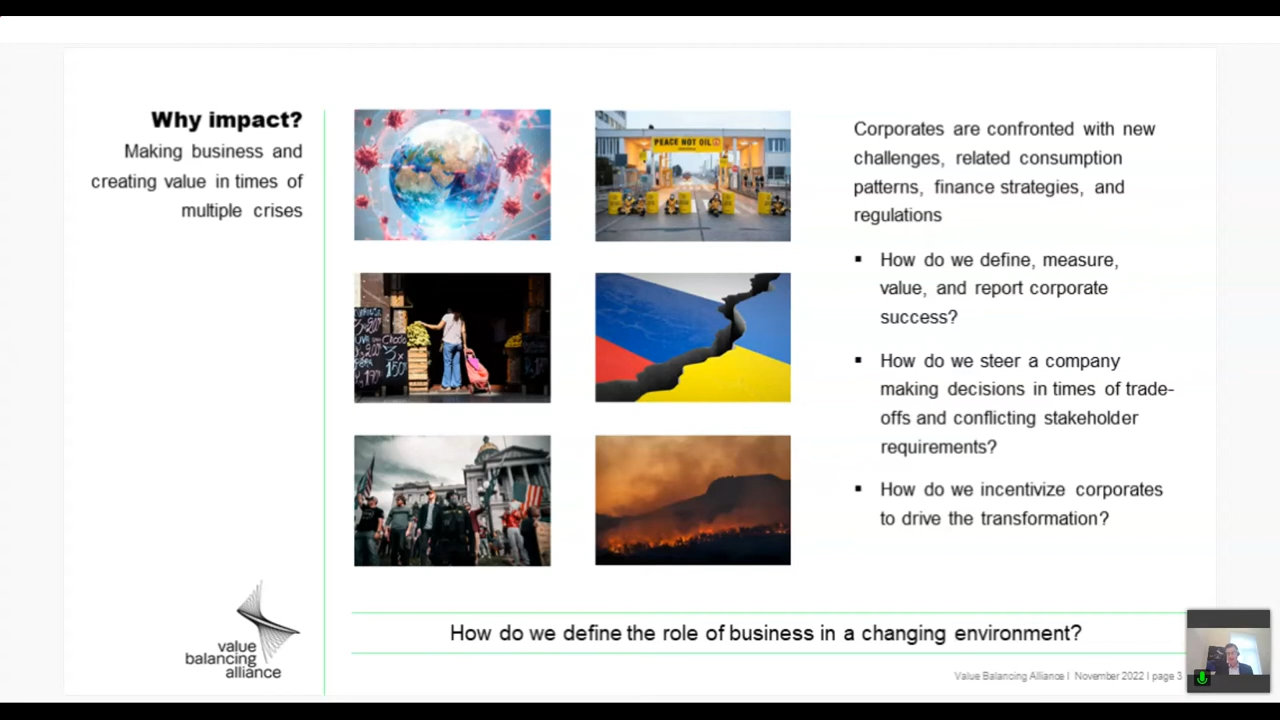 Why impact?
Making business and
creating value in times of
multiple crises
PEACE NOT OIL
Chodo
3 x
150
Corporates are confronted with new
challenges, related consumption
patterns, finance strategies, and
regulations
How do we define, measure,
value, and report corporate
success?
How do we steer a company
making decisions in times of trade-
offs and conflicting stakeholder
requirements?
How do we incentivize corporates
to drive the transformation?
How do we define the role of business in a changing environment?
value
balancing
alliance
Value Balancing Alliance I November 2022 I page 3